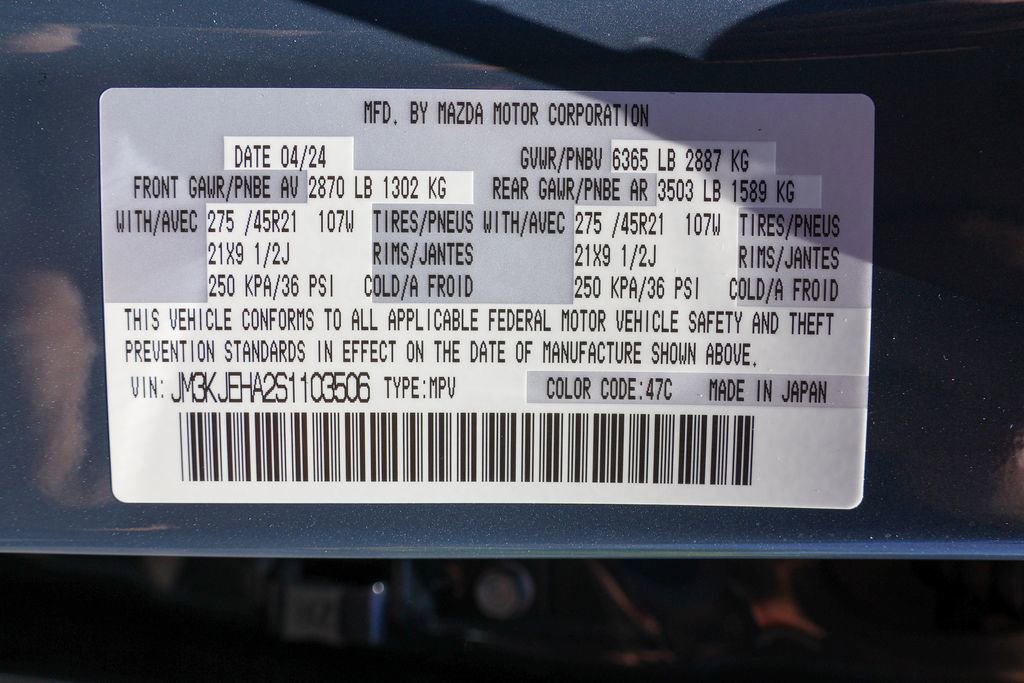 MFD. BY MAZDA MOTOR CORPORATION
DATE 04/24 GVWR/PNBV 6365 LB 2887 KG
FRONT GAWR/PNBE AV 2870 LB 1302 KG REAR GAWR/PNBE AR 3503 LB 1589 KG
WITH/AVEC 275 /45R21 107W TIRES/PNEUS WITH/AVEC 275 /45R21 107W TIRES/PNEUS
21X9 1/2J RIMS/JANTES 21X9 1/2J RIMS/JANTES
250 KPA/36 PSI COLD/A FROID 250 KPA/36 PSI COLD/A FROID
THIS VEHICLE CONFORMS TO ALL APPLICABLE FEDERAL MOTOR VEHICLE SAFETY AND THEFT
PREVENTION STANDARDS IN EFFECT ON THE DATE OF MANUFACTURE SHOWN ABOVE.
VIN: JM3KJEHA2S1103506 TYPE:MPV COLOR CODE:47C MADE IN JAPAN